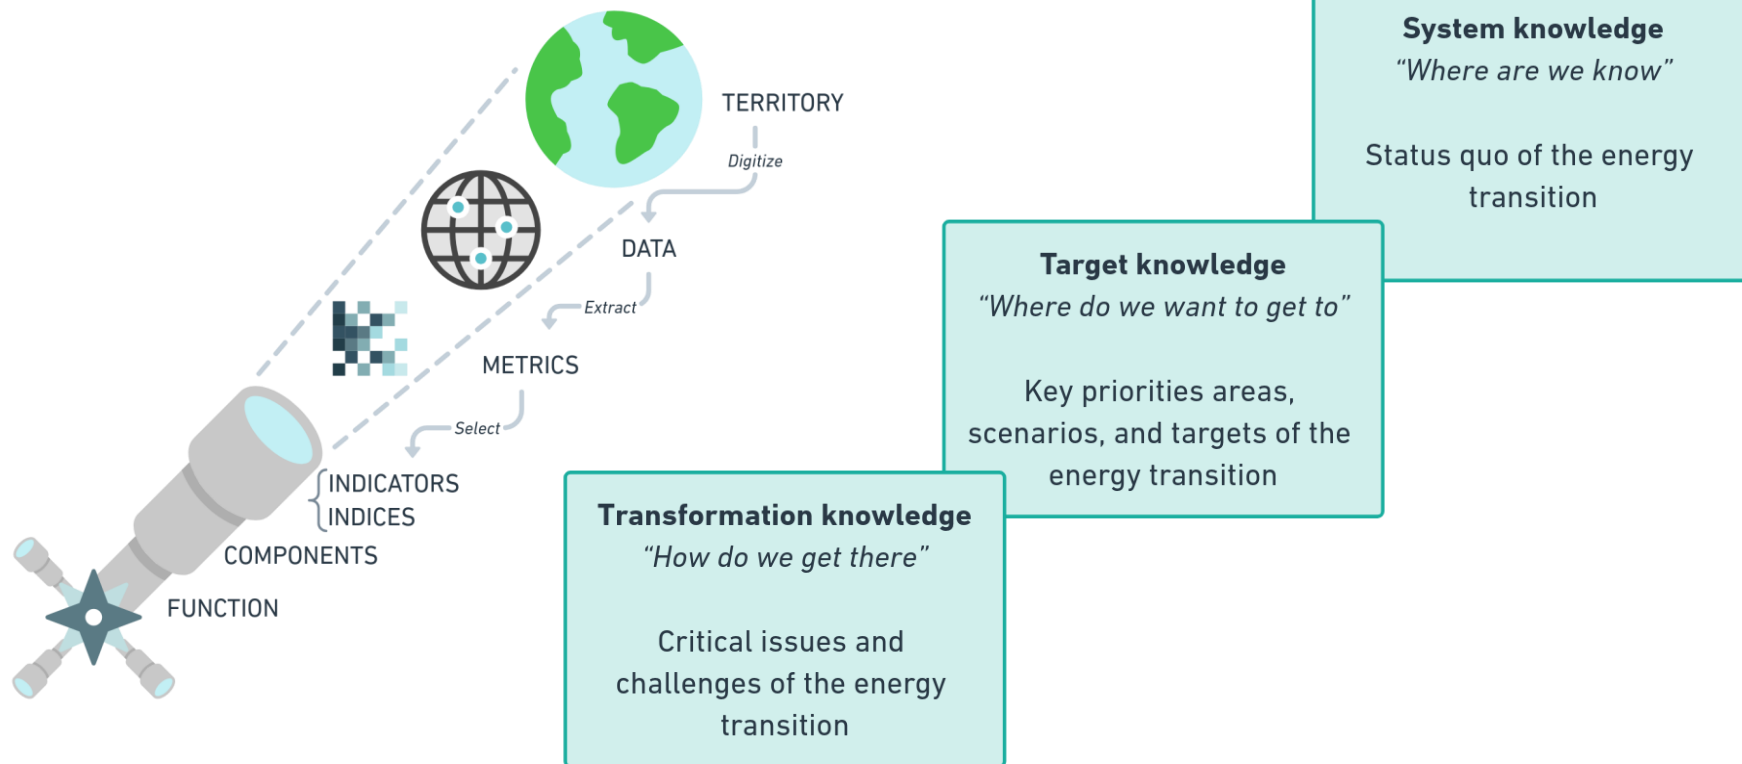 TERRITORY
Digitize
DATA
Extract
METRICS
Select
INDICATORS
INDICES
COMPONENTS
FUNCTION
System knowledge
“Where are we know”
Status quo of the energy
transition
Target knowledge
“Where do we want to get to”
Key priorities areas,
scenarios, and targets of the
energy transition
Transformation knowledge
“How do we get there”
Critical issues and
challenges of the energy
transition